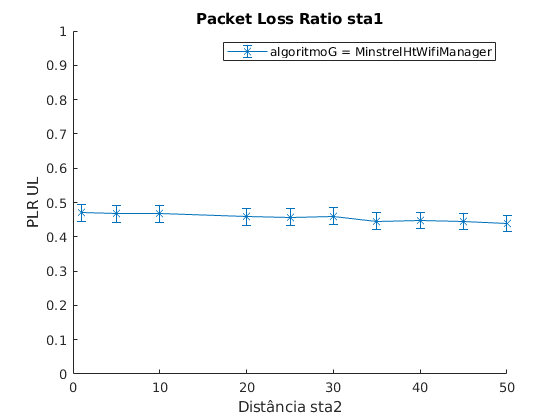 Packet Loss Ratio sta1
algoritmoG = MinstrelHtWifiManager
PLR UL
1
0.9
0.8
0.7
0.6
0.5
0.4
0.3
0.2
0.1
0
0 10 20 30 40 50
Distância sta2